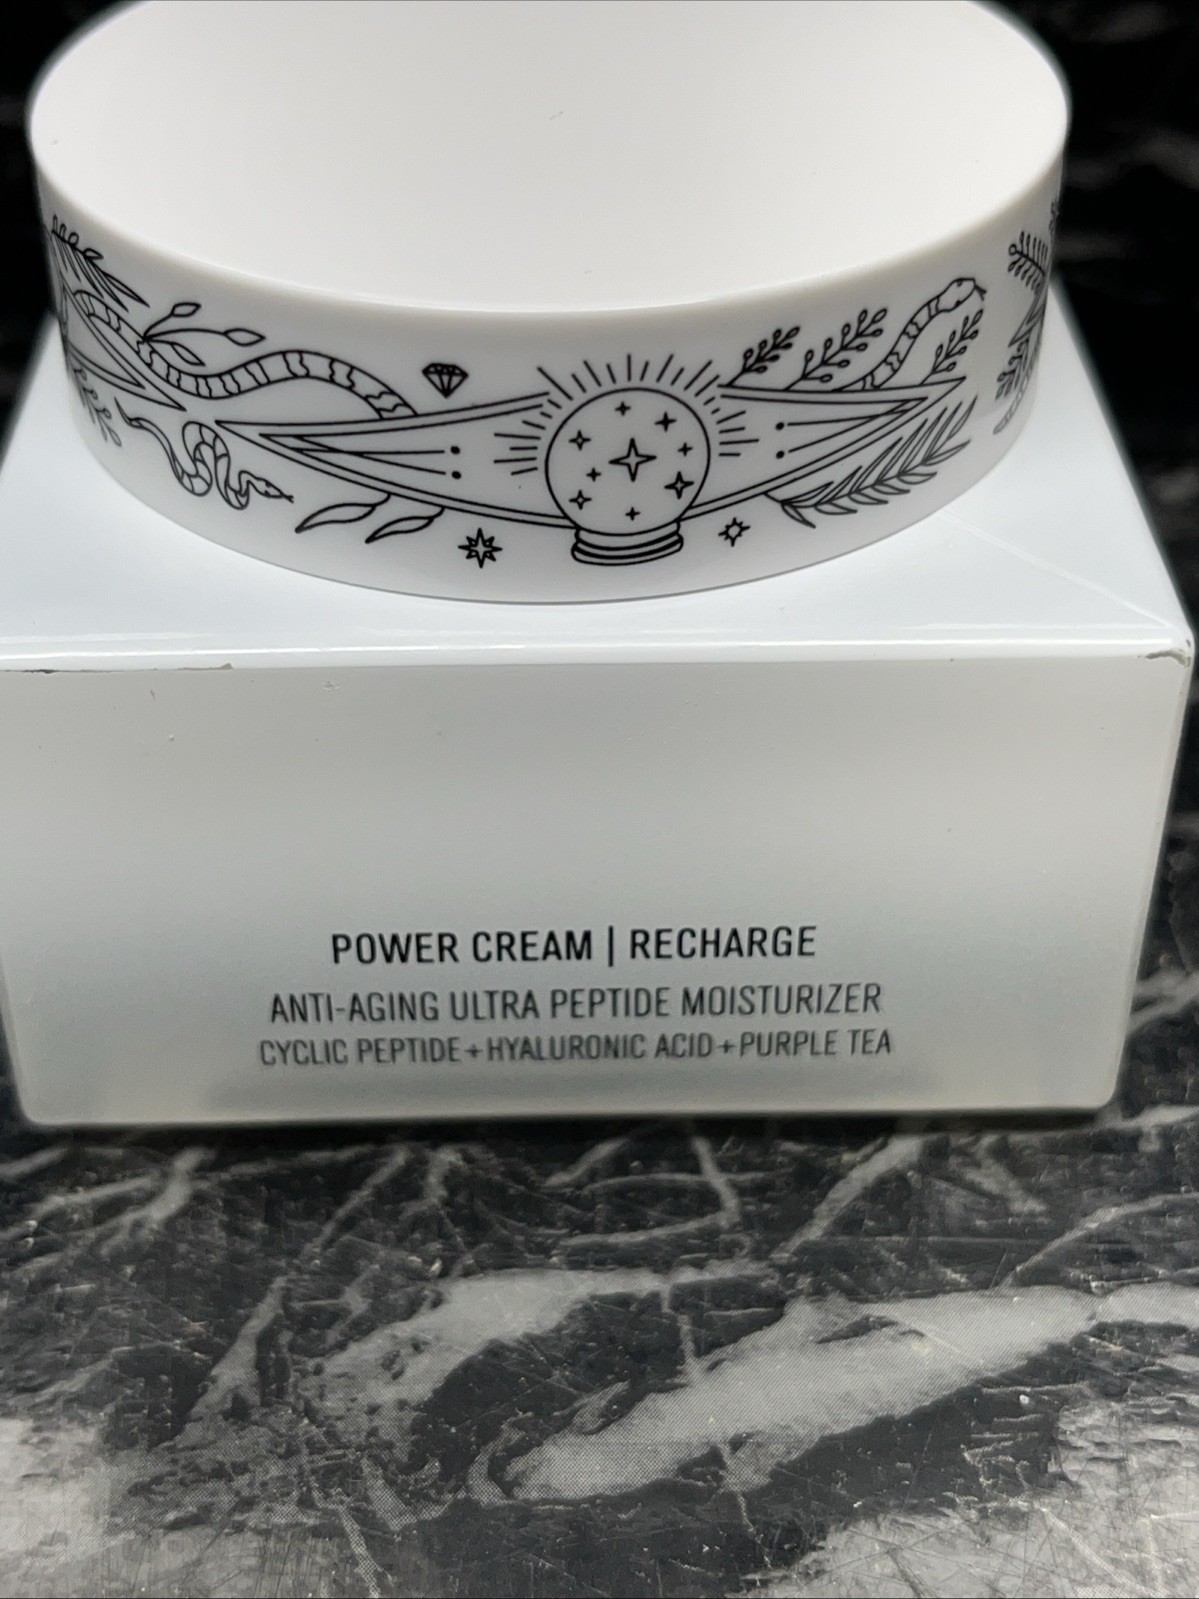 POWER CREAM | RECHARGE
ANTI-AGING ULTRA PEPTIDE MOISTURIZER
CYCLIC PEPTIDE+HYALURONIC ACID+PURPLE TEA